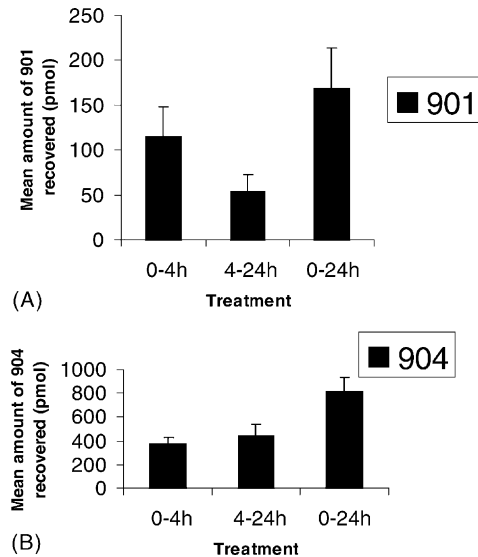 250
200
150
100
50
0
Mean amount of 901
recovered (pmol)
901
0-4h 4-24h 0-24h
Treatment
(A)
904
1000
800
600
400
200
0
Mean amount of 904
recovered (pmol)
0-4h 4-24h 0-24h
Treatment
(B)